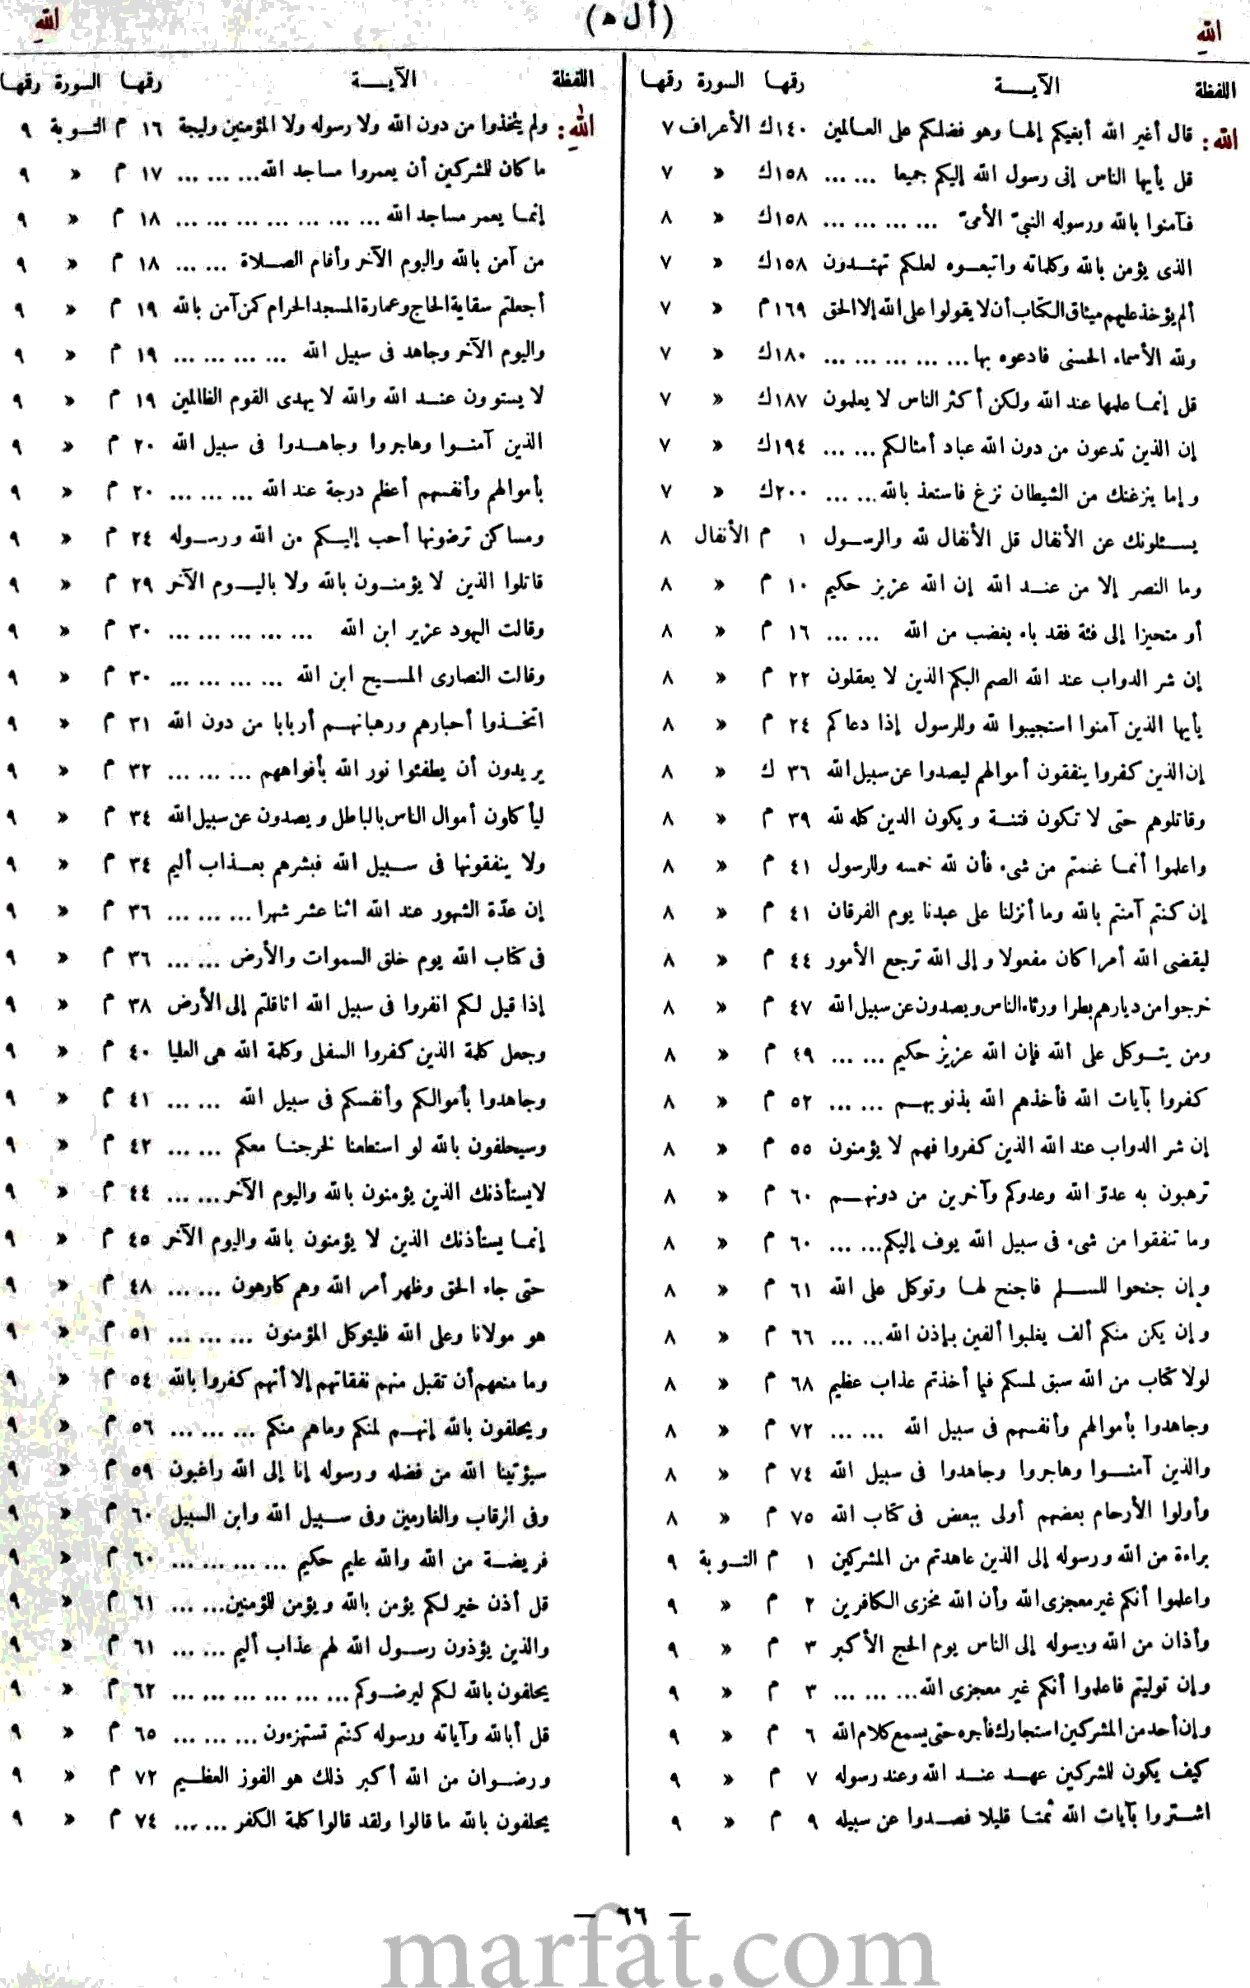 اللهِ (أ ل ه) اللهِ
اللفظة الآيــــة رقمها السورة رقمها
اللهِ: قال أغير الله أبغيكم إلها وهو فضلكم على العالمين ١٤٠ ك الأعراف ٧
قل يأيها الناس إنى رسول الله إليكم جميعا ... ... ١٥٨ ك » ٧
فآمنوا بالله ورسوله النبىّ الأمىّ ... ... ... ... ١٥٨ ك » ٨
الذى يؤمن بالله وكلماته واتبعوه لعلكم تهتدون ١٥٨ ك » ٧
ألم يؤخذ عليهم ميثاق الكتاب أن لا يقولوا على الله إلا الحق ١٦٩ م » ٧
ولله الأسماء الحسنى فادعوه بها ... ... ... ... ... ١٨٠ ك » ٧
قل إنما علمها عند الله ولكن أكثر الناس لا يعلمون ١٨٧ ك » ٧
إن الذين تدعون من دون الله عباد أمثالكم ... ... ١٩٤ ك » ٧
وإما ينزغنك من الشيطان نزغ فاستعذ بالله ... ... ٢٠٠ ك » ٧
يسئلونك عن الأنفال قل الأنفال لله والرسول ١ م الأنفال ٨
وما النصر إلا من عند الله إن الله عزيز حكيم ١٠ م » ٨
أو متحيزا إلى فئة فقد باء بغضب من الله ... ... ١٦ م » ٨
إن شر الدواب عند الله الصم البكم الذين لا يعقلون ٢٢ م » ٨
يأيها الذين آمنوا استجيبوا لله وللرسول إذا دعاكم ٢٤ م » ٨
إن الذين كفروا ينفقون أموالهم ليصدوا عن سبيل الله ٣٦ ك » ٨
وقاتلوهم حتى لا تكون فتنة ويكون الدين كله لله ٣٩ م » ٨
واعلموا أنما غنمتم من شىء فأن لله خمسه وللرسول ٤١ م » ٨
إن كنتم آمنتم بالله وما أنزلنا على عبدنا يوم الفرقان ٤١ م » ٨
ليقضى الله أمرا كان مفعولا وإلى الله ترجع الأمور ٤٤ م » ٨
خرجوا من ديارهم بطرا ورئاء الناس ويصدون عن سبيل الله ٤٧ م » ٨
ومن يتوكل على الله فإن الله عزيز حكيم ... ... ٤٩ م » ٨
كفروا بآيات الله فأخذهم الله بذنوبهم ... ... ٥٢ م » ٨
إن شر الدواب عند الله الذين كفروا فهم لا يؤمنون ٥٥ م » ٨
ترهبون به عدوّ الله وعدوكم وآخرين من دونهم ٦٠ م » ٨
وما تنفقوا من شىء فى سبيل الله يوف إليكم ... ... ٦٠ م » ٨
وإن جنحوا للسلم فاجنح لها وتوكل على الله ٦١ م » ٨
وإن يكن منكم ألف يغلبوا ألفين بإذن الله ... ... ٦٦ م » ٨
لولا كتاب من الله سبق لمسكم فيما أخذتم عذاب عظيم ٦٨ م » ٨
وجاهدوا بأموالهم وأنفسهم فى سبيل الله ... ... ٧٢ م » ٨
والذين آمنوا وهاجروا وجاهدوا فى سبيل الله ٧٤ م » ٨
وأولوا الأرحام بعضهم أولى ببعض فى كتاب الله ٧٥ م » ٨
براءة من الله ورسوله إلى الذين عاهدتم من المشركين ١ م التوبة ٩
واعلموا أنكم غير معجزى الله وأن الله مخزى الكافرين ٢ م » ٩
وأذان من الله ورسوله إلى الناس يوم الحج الأكبر ٣ م » ٩
وإن توليتم فاعلموا أنكم غير معجزى الله ... ... ... ٣ م » ٩
وإن أحد من المشركين استجارك فأجره حتى يسمع كلام الله ٦ م » ٩
كيف يكون للشركين عهد عند الله وعند رسوله ٧ م » ٩
اشتروا بآيات الله ثمنا قليلا فصدوا عن سبيله ٩ م » ٩
اللفظة الآيــــة رقمها السورة رقمها
اللهِ: ولم يتخذوا من دون الله ولا رسوله ولا المؤمنين وليجة ١٦ م التوبة ٩
ما كان للشركين أن يعمروا مساجد الله ... ... ... ١٧ م » ٩
إنما يعمر مساجد الله ... ... ... ... ... ... ... ١٨ م » ٩
من آمن بالله واليوم الآخر وأقام الصلاة ... ... ١٨ م » ٩
أجعلتم سقاية الحاج وعمارة المسجد الحرام كمن آمن بالله ١٩ م » ٩
واليوم الآخر وجاهد فى سبيل الله ... ... ... ... ١٩ م » ٩
لا يستوون عند الله والله لا يهدى القوم الظالمين ١٩ م » ٩
الذين آمنوا وهاجروا وجاهدوا فى سبيل الله ٢٠ م » ٩
بأموالهم وأنفسهم أعظم درجة عند الله ... ... ... ٢٠ م » ٩
ومساكن ترضونها أحب إليكم من الله ورسوله ٢٤ م » ٩
قاتلوا الذين لا يؤمنون بالله ولا باليوم الآخر ٢٩ م » ٩
وقالت اليهود عزير ابن الله ... ... ... ... ... ٣٠ م » ٩
وقالت النصارى المسيح ابن الله ... ... ... ... ٣٠ م » ٩
اتخذوا أحبارهم ورهبانهم أربابا من دون الله ٣١ م » ٩
يريدون أن يطفئوا نور الله بأفواههم ... ... ... ٣٢ م » ٩
ليأكلون أموال الناس بالباطل ويصدون عن سبيل الله ٣٤ م » ٩
ولا ينفقونها فى سبيل الله فبشرهم بعذاب أليم ٣٤ م » ٩
إن عدّة الشهور عند الله اثنا عشر شهرا ... ... ... ٣٦ م » ٩
فى كتاب الله يوم خلق السموات والأرض ... ... ٣٦ م » ٩
إذا قيل لكم انفروا فى سبيل الله اثاقلتم إلى الأرض ٣٨ م » ٩
وجعل كلمة الذين كفروا السفلى وكلمة الله هى العليا ٤٠ م » ٩
وجاهدوا بأموالكم وأنفسكم فى سبيل الله ... ... ٤١ م » ٩
وسيحلفون بالله لو استطعنا لخرجنا معكم ... ... ٤٢ م » ٩
لايستأذنك الذين يؤمنون بالله واليوم الآخر ... ... ٤٤ م » ٩
إنما يستأذنك الذين لا يؤمنون بالله واليوم الآخر ٤٥ م » ٩
حتى جاء الحق وظهر أمر الله وهم كارهون ... ... ٤٨ م » ٩
هو مولانا وعلى الله فليتوكل المؤمنون ... ... ... ٥١ م » ٩
وما منعهم أن تقبل منهم نفقاتهم إلا أنهم كفروا بالله ٥٤ م » ٩
ويحلفون بالله إنهم لمنكم وماهم منكم ... ... ... ٥٦ م » ٩
سيؤتينا الله من فضله ورسوله إنا إلى الله راغبون ٥٩ م » ٩
وفى الرقاب والغارمين وفى سبيل الله وابن السبيل ٦٠ م » ٩
فريضة من الله والله عليم حكيم ... ... ... ... ٦٠ م » ٩
قل أذن خير لكم يؤمن بالله ويؤمن للؤمنين ... ... ٦١ م » ٩
والذين يؤذون رسول الله لهم عذاب أليم ... ... ٦١ م » ٩
يحلفون بالله لكم ليرضوكم ... ... ... ... ... ... ٦٢ م » ٩
قل أبالله وآياته ورسوله كنتم تستهزءون ... ... ... ٦٥ م » ٩
ورضوان من الله أكبر ذلك هو الفوز العظيم ٧٢ م » ٩
يحلفون بالله ما قالوا ولقد قالوا كلمة الكفر ... ... ٧٤ م » ٩
— ٦٦ —
marfat.com